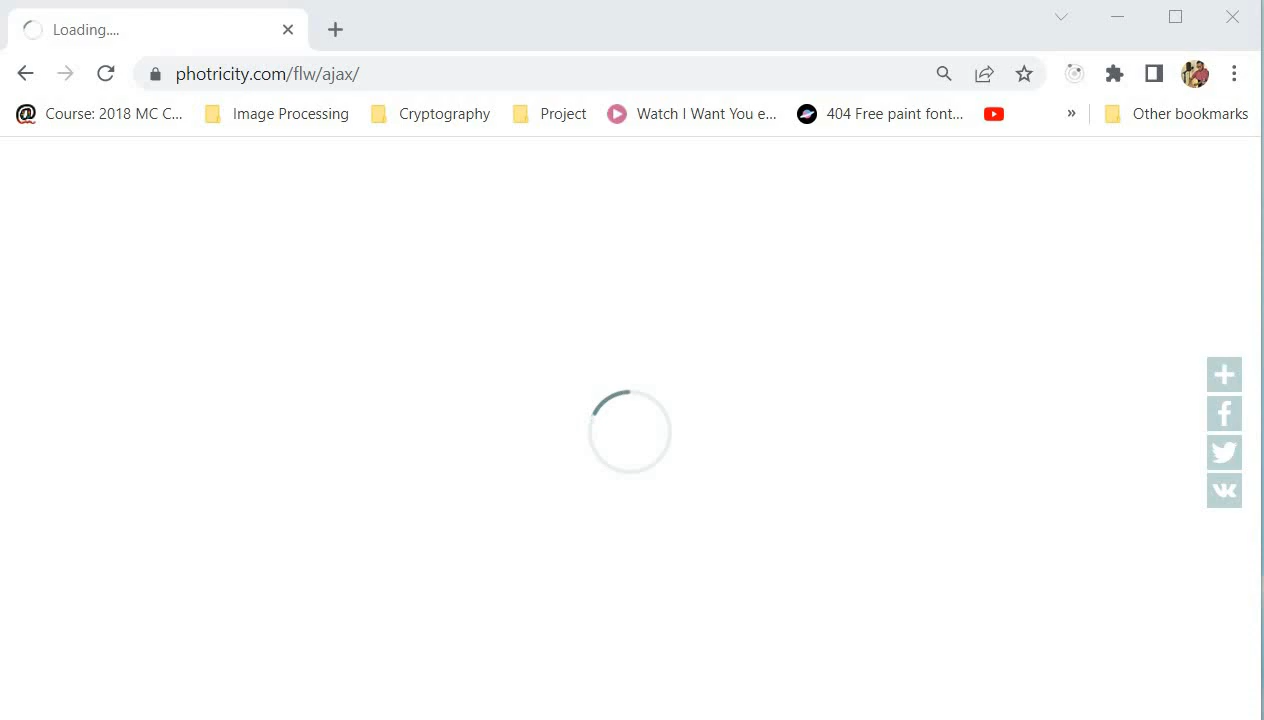 Loading....
photricity.com/flw/ajax/
Course: 2018 MC C... Image Processing Cryptography Project Watch I Want You e... 404 Free paint font... » Other bookmarks